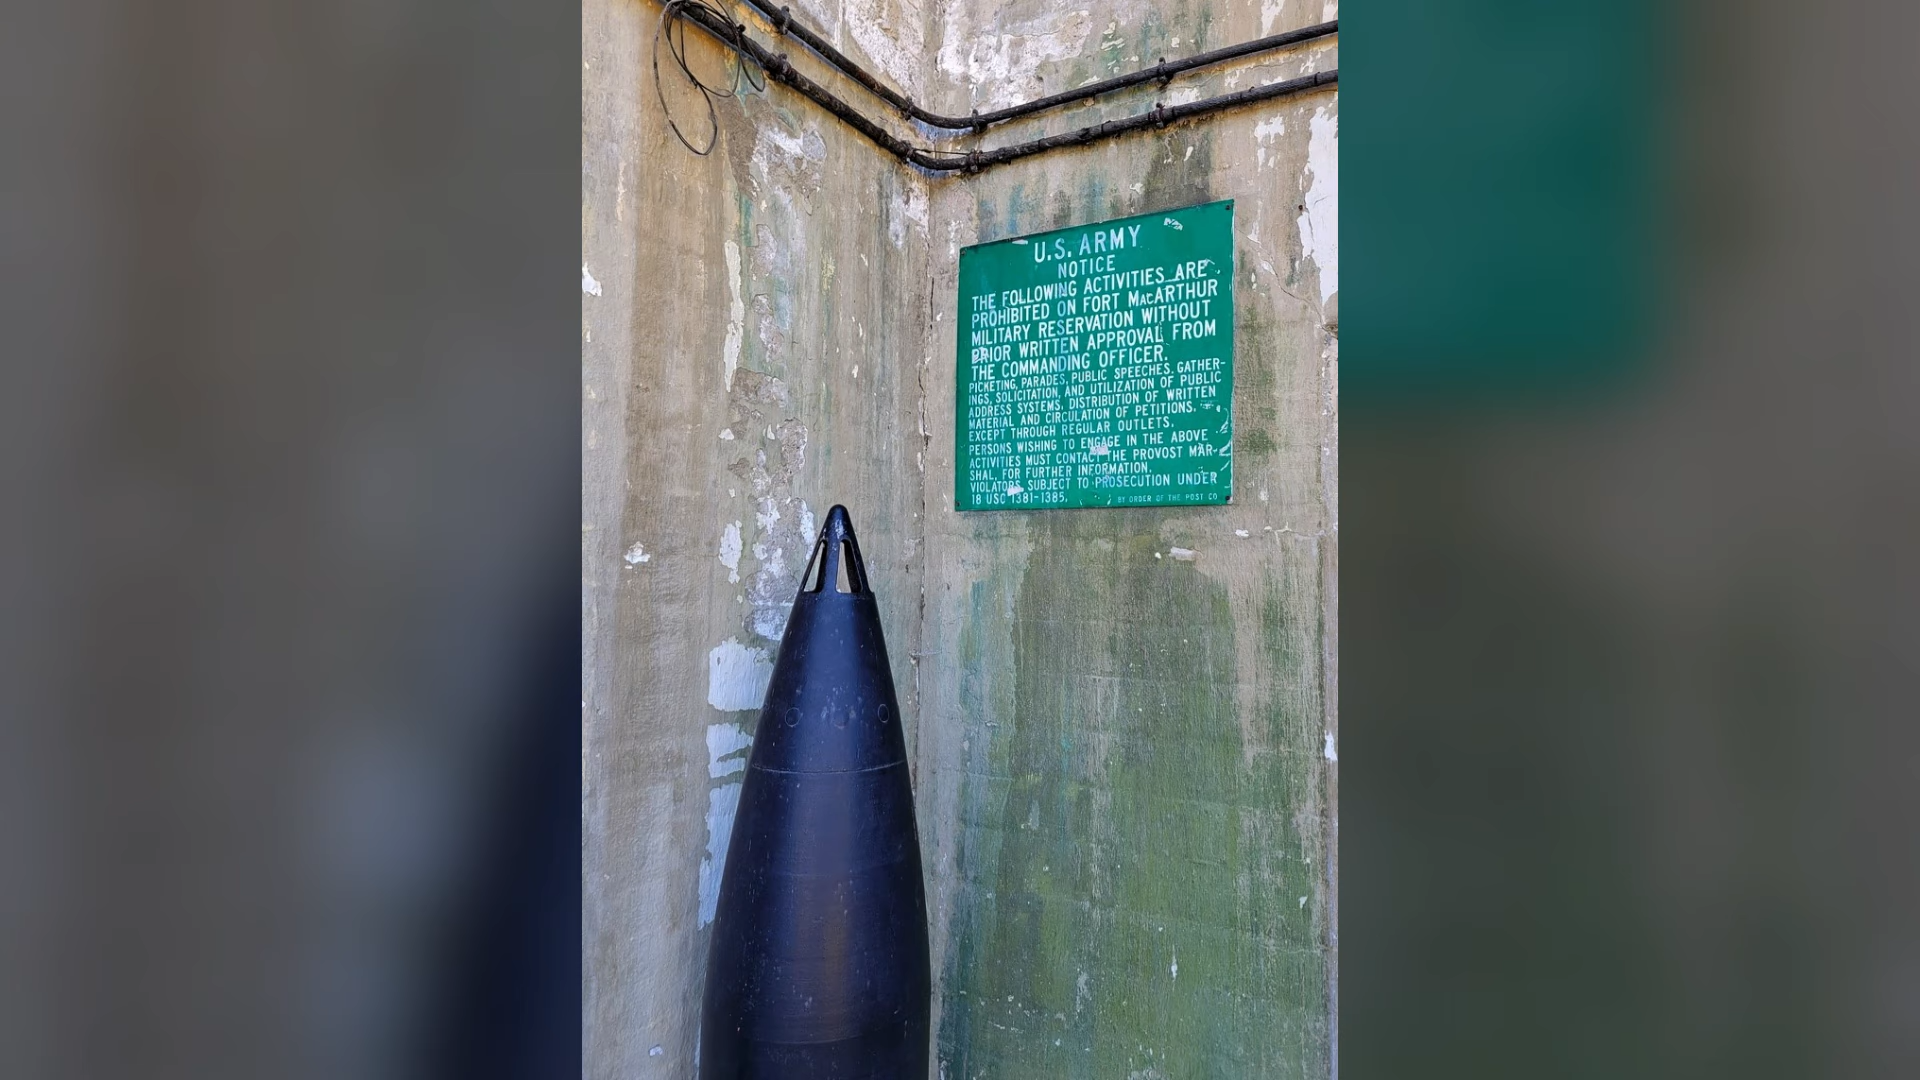 U.S. ARMY
NOTICE
THE FOLLOWING ACTIVITIES ARE
PROHIBITED ON FORT MacARTHUR
MILITARY RESERVATION WITHOUT
PRIOR WRITTEN APPROVAL FROM
THE COMMANDING OFFICER.
PICKETING, PARADES, PUBLIC SPEECHES, GATHER-
INGS, SOLICITATION, AND UTILIZATION OF PUBLIC
ADDRESS SYSTEMS, DISTRIBUTION OF WRITTEN
MATERIAL AND CIRCULATION OF PETITIONS,
EXCEPT THROUGH REGULAR OUTLETS.
PERSONS WISHING TO ENGAGE IN THE ABOVE
ACTIVITIES MUST CONTACT THE PROVOST MAR-
SHAL, FOR FURTHER INFORMATION.
VIOLATORS SUBJECT TO PROSECUTION UNDER
18 USC 1381-1385.
BY ORDER OF THE POST CO